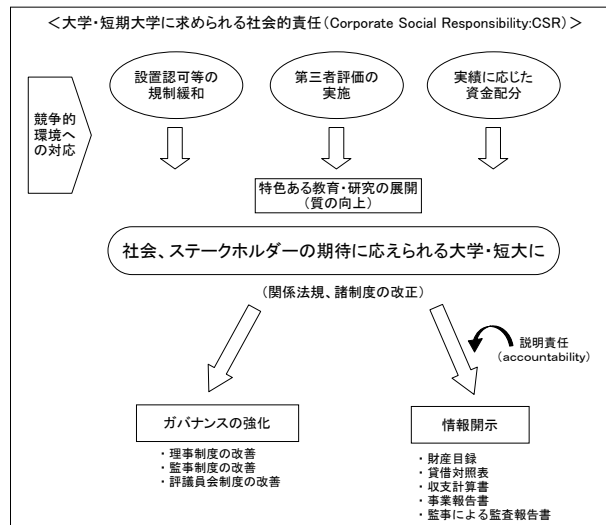 ＜大学・短期大学に求められる社会的責任（Corporate Social Responsibility:CSR）＞
設置認可等の
規制緩和
第三者評価の
実施
実績に応じた
資金配分
競争的
環境へ
の対応
特色ある教育・研究の展開
（質の向上）
社会、ステークホルダーの期待に応えられる大学・短大に
（関係法規、諸制度の改正）
説明責任
（accountability）
ガバナンスの強化
・理事制度の改善
・監事制度の改善
・評議員会制度の改善
情報開示
・財産目録
・貸借対照表
・収支計算書
・事業報告書
・監事による監査報告書